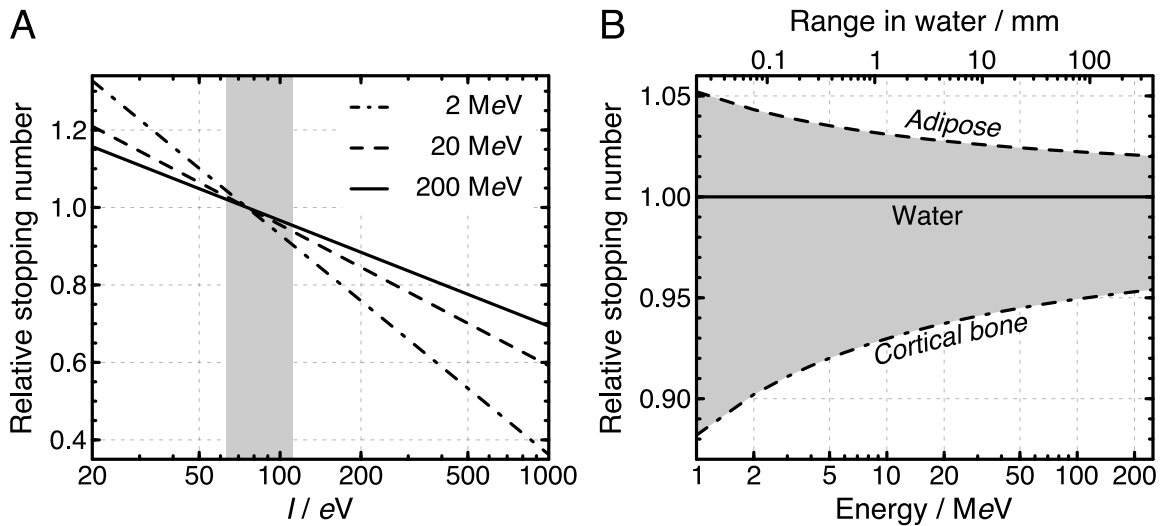 A
Relative stopping number
1.2
1.0
0.8
0.6
0.4
20 50 100 200 500 1000
I / eV
2 MeV
20 MeV
200 MeV
B
Range in water / mm
0.1 1 10 100
Relative stopping number
1.05
1.00
0.95
0.90
Adipose
Water
Cortical bone
1 2 5 10 20 50 100 200
Energy / MeV